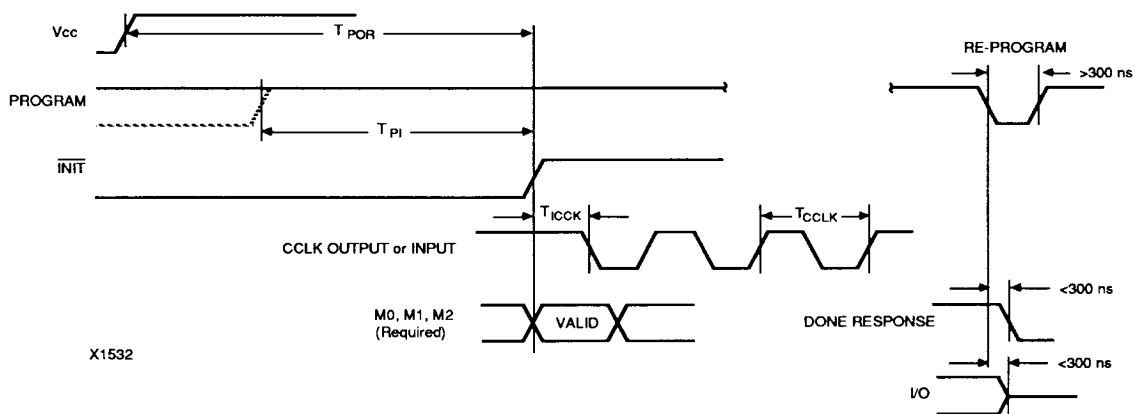 Vcc
T POR
RE-PROGRAM
>300 ns
PROGRAM
T PI
INIT
T ICCK
T CCLK
CCLK OUTPUT or INPUT
<300 ns
M0, M1, M2
(Required)
VALID
DONE RESPONSE
X1532
<300 ns
I/O